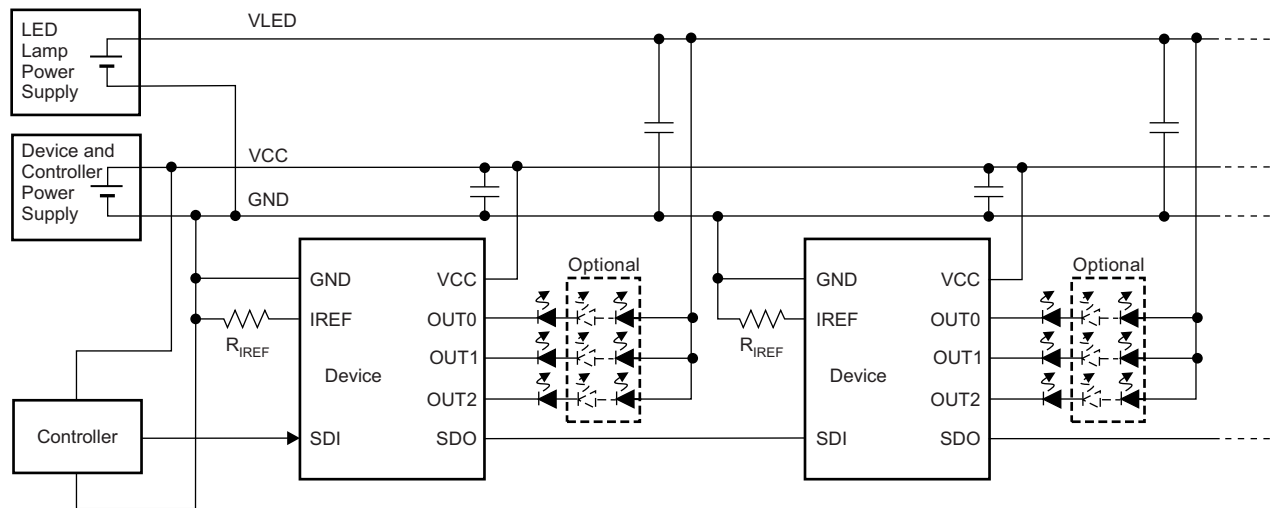 LED
Lamp
Power
Supply
VLED
Device and
Controller
Power
Supply
VCC
GND
GND
VCC
IREF
R_IREF
OUT0
OUT1
Device
OUT2
SDI
SDO
Optional
GND
VCC
IREF
R_IREF
OUT0
OUT1
Device
OUT2
SDI
SDO
Optional
Controller